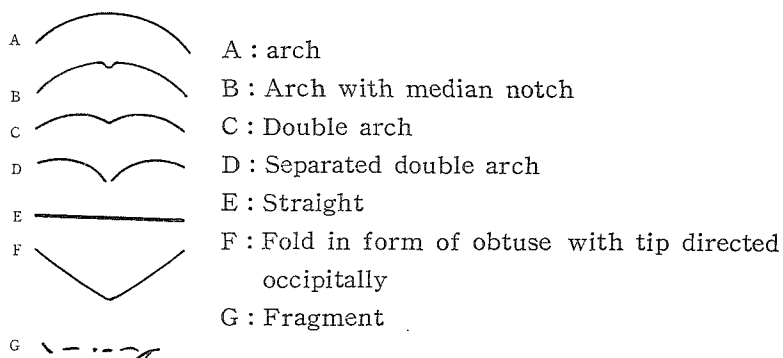 A
B
C
D
E
F
G
A : arch
B : Arch with median notch
C : Double arch
D : Separated double arch
E : Straight
F : Fold in form of obtuse with tip directed
occipitally
G : Fragment